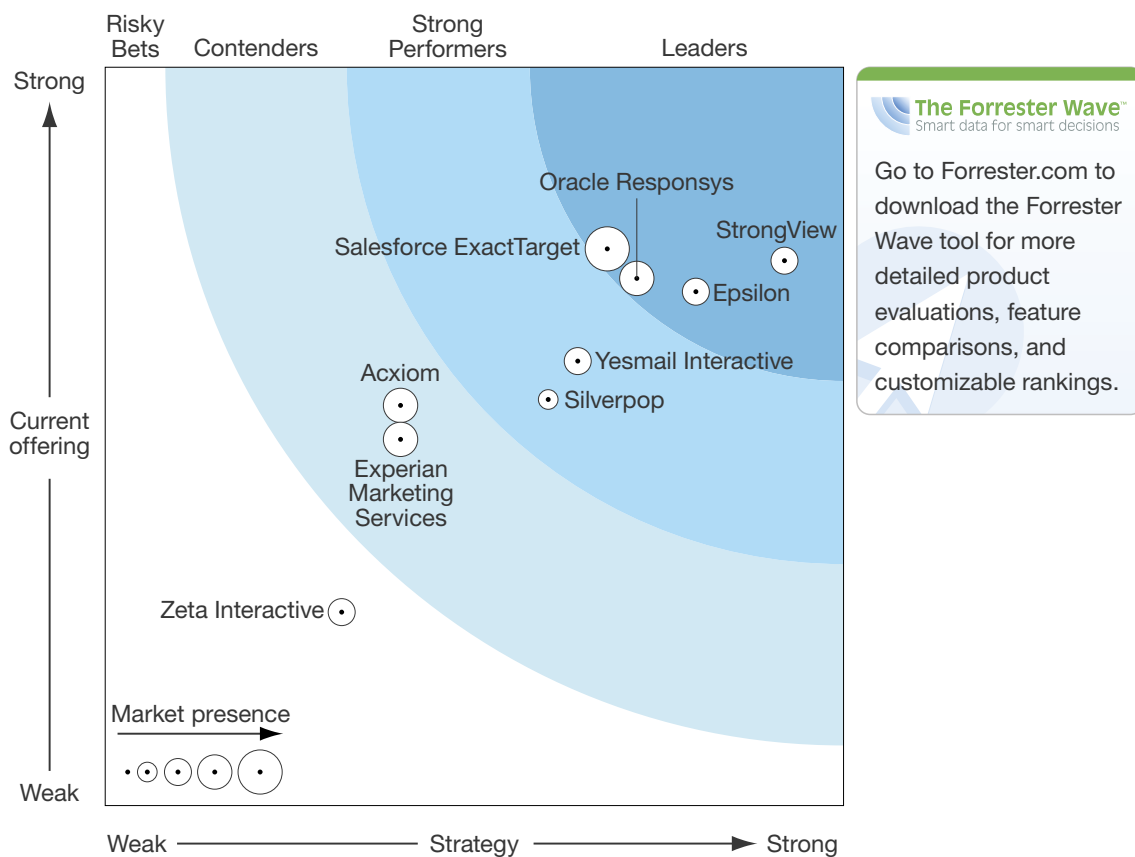 Risky
Bets
Contenders
Strong
Performers
Leaders
Strong
The Forrester Wave™
Smart data for smart decisions
Go to Forrester.com to
download the Forrester
Wave tool for more
detailed product
evaluations, feature
comparisons, and
customizable rankings.
Oracle Responsys
Salesforce ExactTarget
StrongView
Epsilon
Yesmail Interactive
Acxiom
Silverpop
Current
offering
Experian
Marketing
Services
Zeta Interactive
Market presence
Weak
Weak
Strategy
Strong